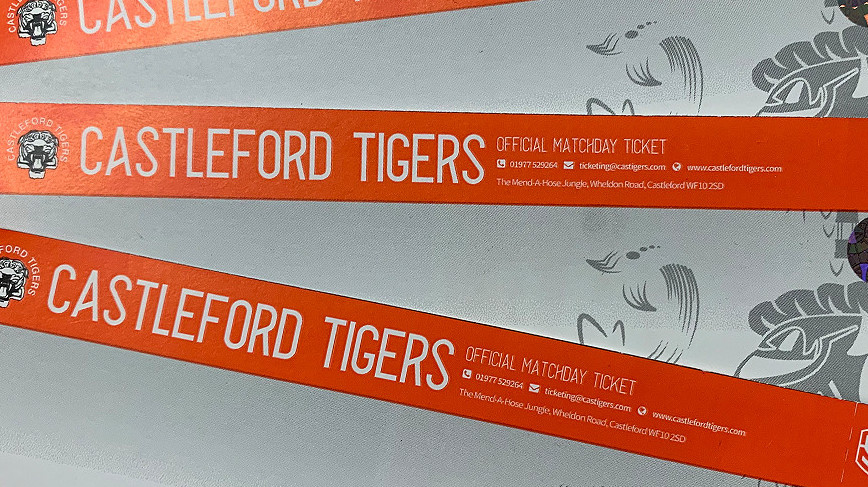 CASTLEFORD TIGERS
CASTLEFORD TIGERS
CASTLEFORD TIGERS
OFFICIAL MATCHDAY TICKET
01977 529264 ticketing@castigers.com www.castlefordtigers.com
The Mend-A-Hose Jungle, Wheldon Road, Castleford WF10 2SD
CASTLEFORD TIGERS
OFFICIAL MATCHDAY TICKET
01977 529264 ticketing@castigers.com www.castlefordtigers.com
The Mend-A-Hose Jungle, Wheldon Road, Castleford WF10 2SD